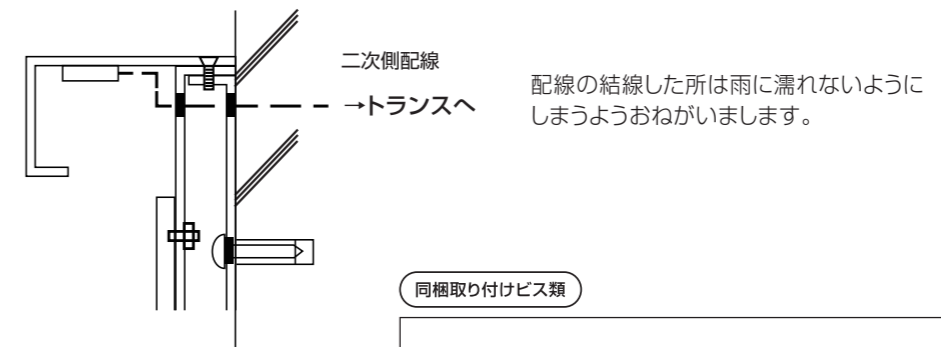 二次側配線
→トランスへ
配線の結線した所は雨に濡れないように
しまうようおねがいまします。
同梱取り付けビス類